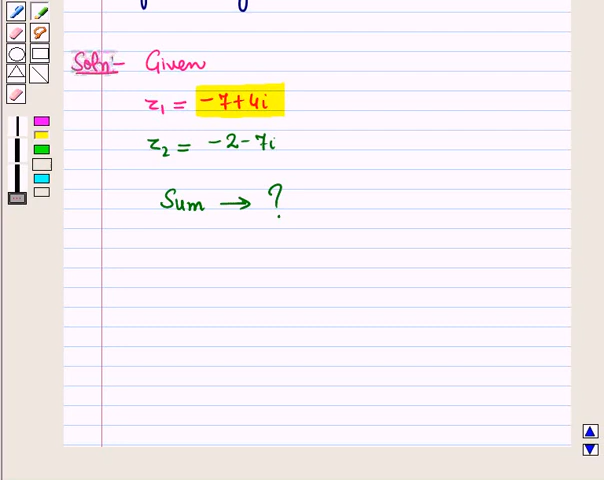 Soln:- Given
z₁ = -7+4i
z₂ = -2-7i
Sum → ?